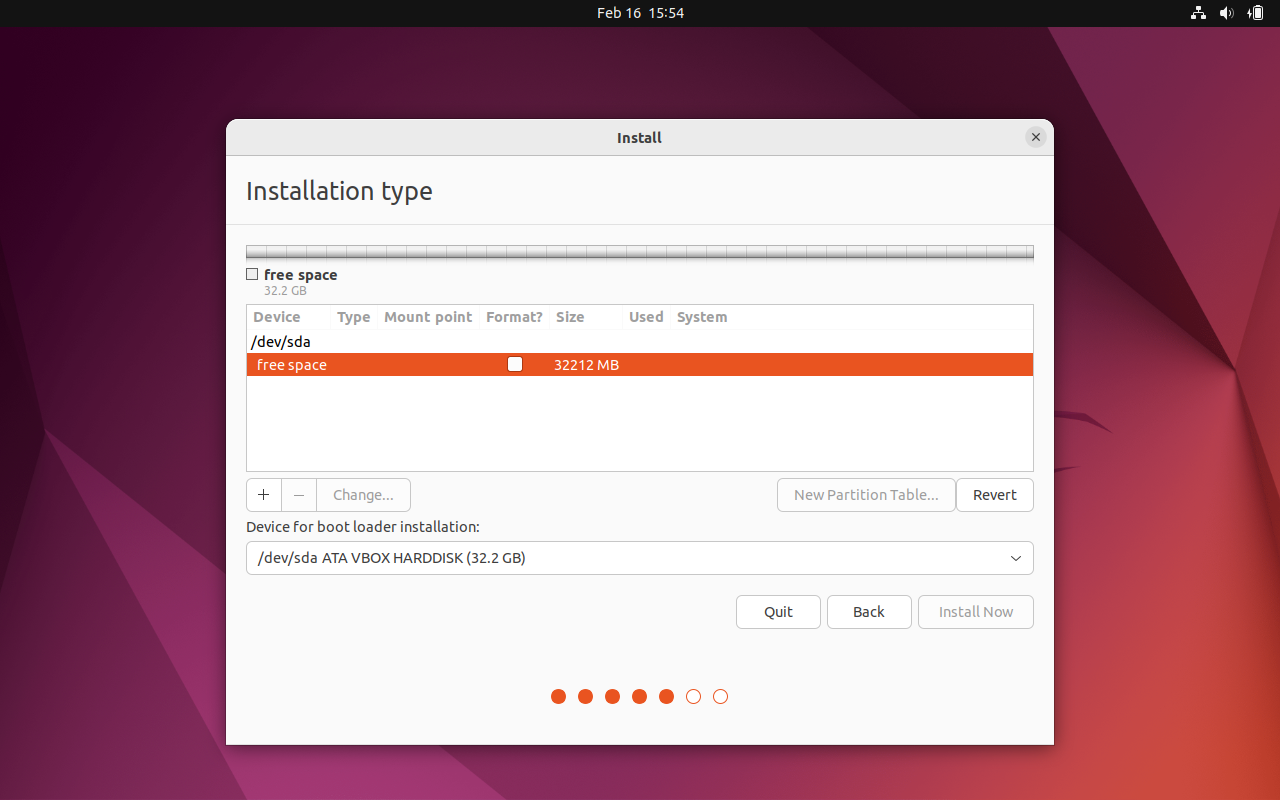 Feb 16 15:54
Install
Installation type
free space
32.2 GB
Device Type Mount point Format? Size Used System
/dev/sda
free space 32212 MB
+ – Change... New Partition Table... Revert
Device for boot loader installation:
/dev/sda ATA VBOX HARDDISK (32.2 GB)
Quit Back Install Now